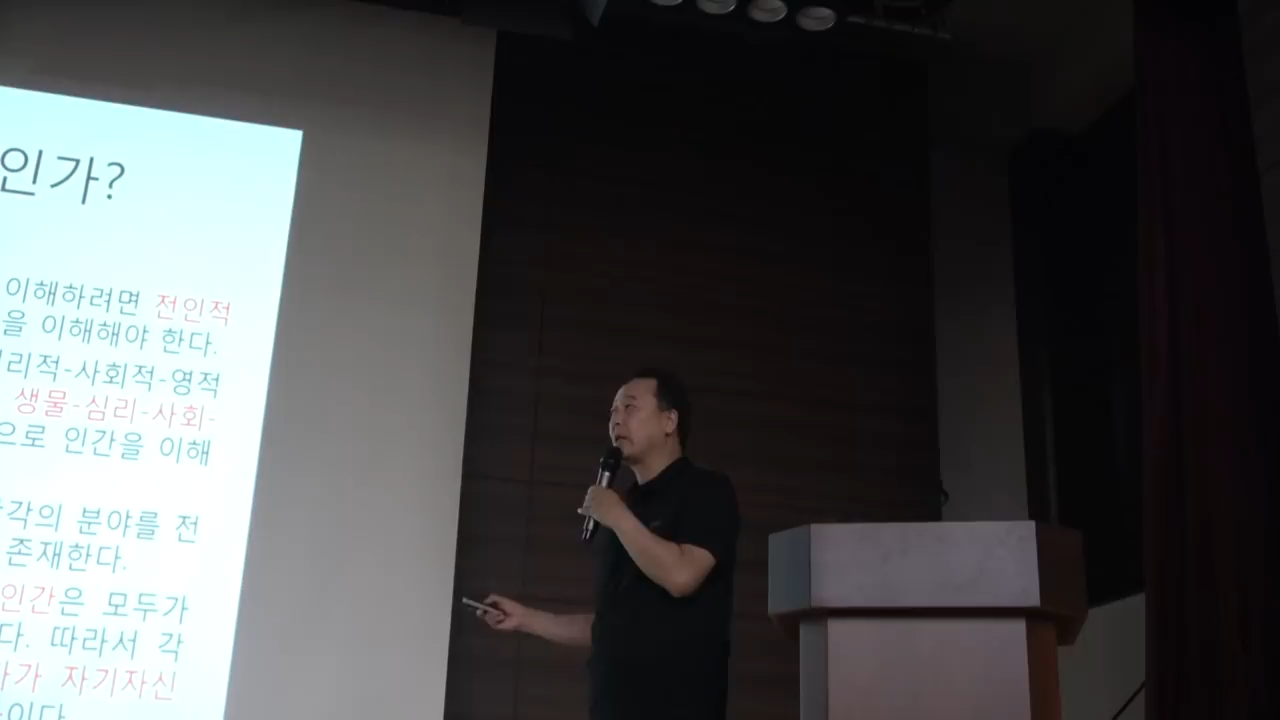 인가?
이해하려면 전인적
을 이해해야 한다.
리적-사회적-영적
생물-심리-사회-
으로 인간을 이해
각의 분야를 전
존재한다.
인간은 모두가
다. 따라서 각
가 자기자신
이다.